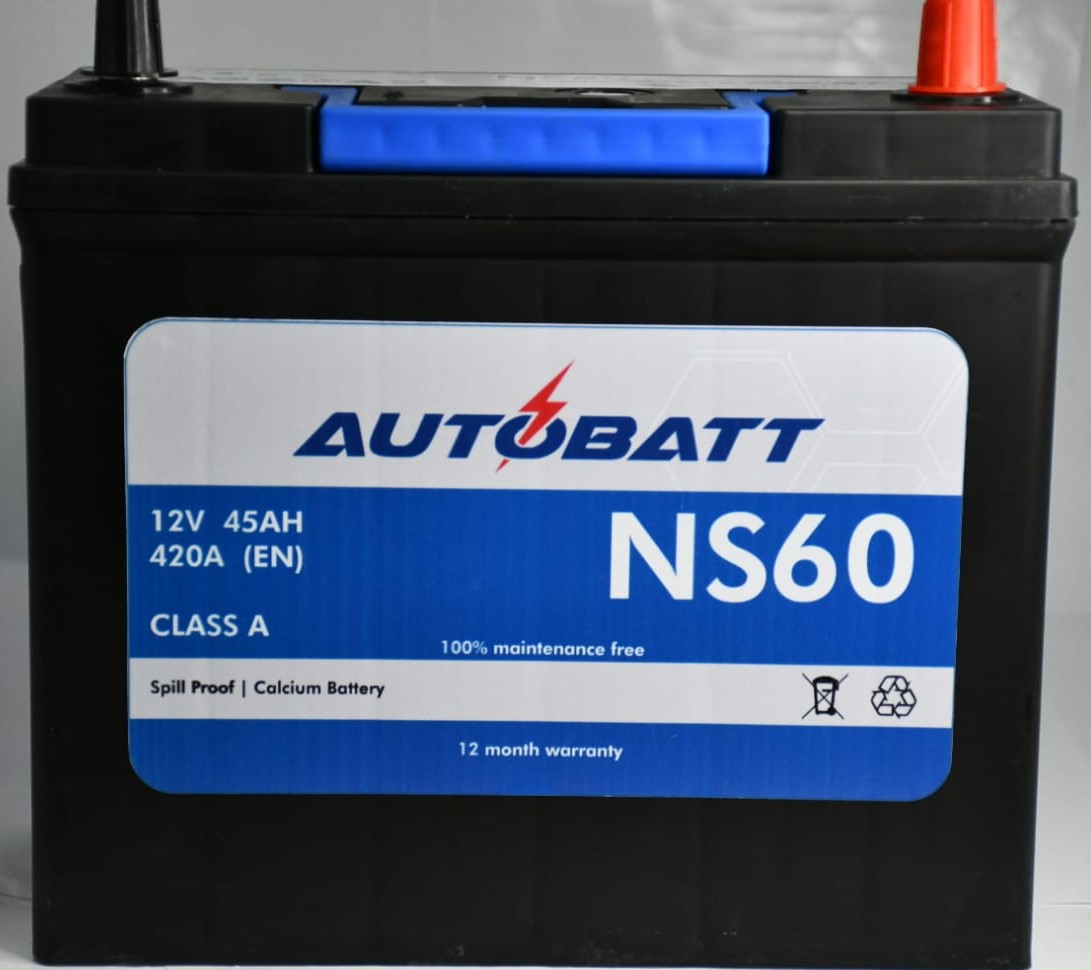 AUTOBATT
12V 45AH
420A (EN)
NS60
CLASS A
100% maintenance free
Spill Proof | Calcium Battery
12 month warranty